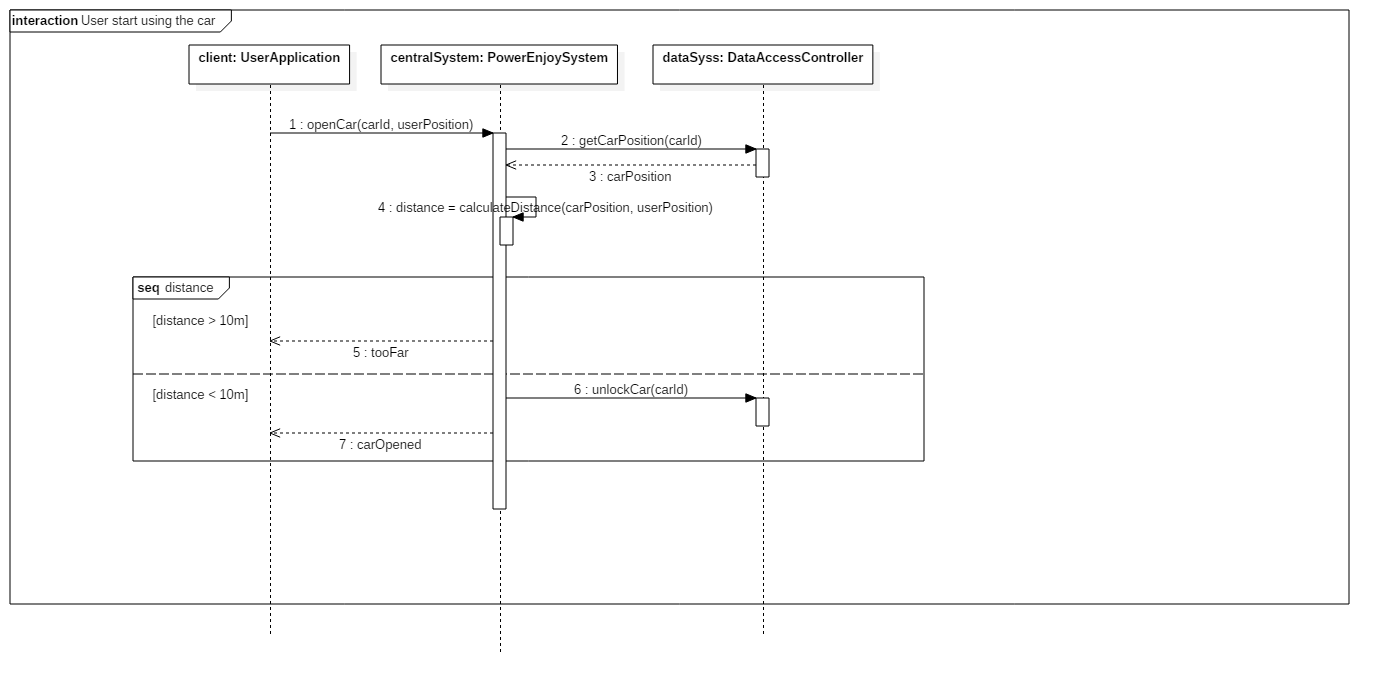 interaction User start using the car
client: UserApplication
centralSystem: PowerEnjoySystem
dataSyss: DataAccessController
1 : openCar(carId, userPosition)
2 : getCarPosition(carId)
3 : carPosition
4 : distance = calculateDistance(carPosition, userPosition)
seq distance
[distance > 10m]
5 : tooFar
[distance < 10m]
6 : unlockCar(carId)
7 : carOpened